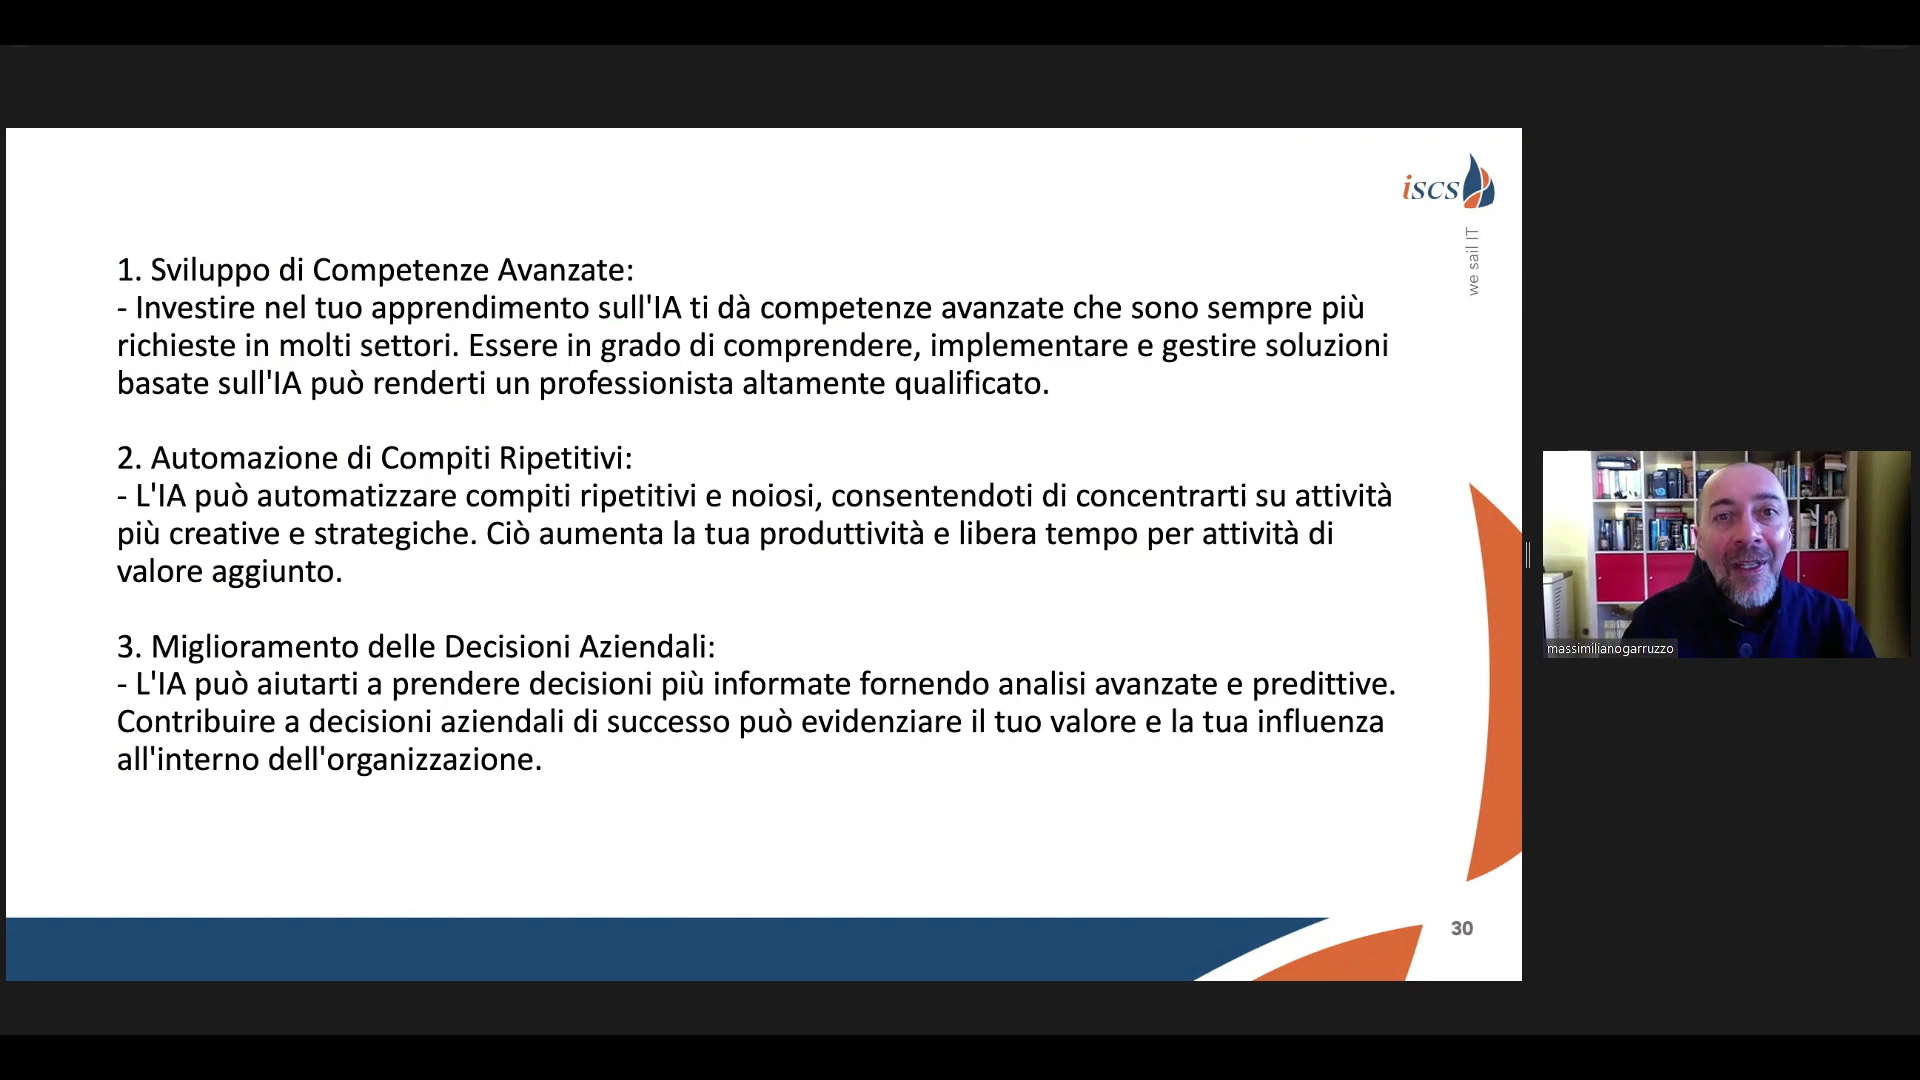 iscs
we sail IT
1. Sviluppo di Competenze Avanzate:
- Investire nel tuo apprendimento sull'IA ti dà competenze avanzate che sono sempre più
richieste in molti settori. Essere in grado di comprendere, implementare e gestire soluzioni
basate sull'IA può renderti un professionista altamente qualificato.
2. Automazione di Compiti Ripetitivi:
- L'IA può automatizzare compiti ripetitivi e noiosi, consentendoti di concentrarti su attività
più creative e strategiche. Ciò aumenta la tua produttività e libera tempo per attività di
valore aggiunto.
3. Miglioramento delle Decisioni Aziendali:
- L'IA può aiutarti a prendere decisioni più informate fornendo analisi avanzate e predittive.
Contribuire a decisioni aziendali di successo può evidenziare il tuo valore e la tua influenza
all'interno dell'organizzazione.
30
massimilianogarruzzo